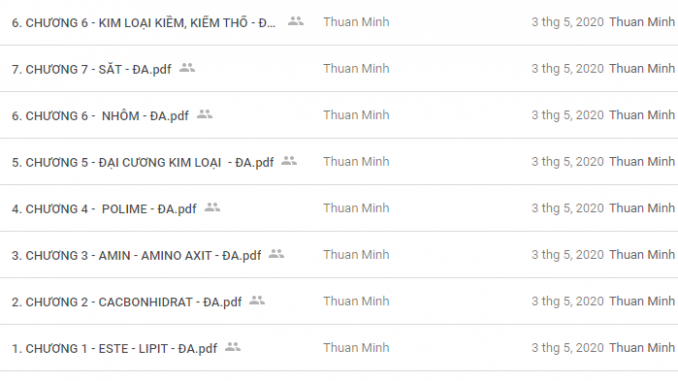 6. CHƯƠNG 6 - KIM LOẠI KIỀM, KIỀM THỔ - Đ... Thuan Minh 3 thg 5, 2020 Thuan Minh
7. CHƯƠNG 7 - SĂT - ĐA.pdf Thuan Minh 3 thg 5, 2020 Thuan Minh
6. CHƯƠNG 6 - NHÔM - ĐA.pdf Thuan Minh 3 thg 5, 2020 Thuan Minh
5. CHƯƠNG 5 - ĐẠI CƯƠNG KIM LOẠI - ĐA.pdf Thuan Minh 3 thg 5, 2020 Thuan Minh
4. CHƯƠNG 4 - POLIME - ĐA.pdf Thuan Minh 3 thg 5, 2020 Thuan Minh
3. CHƯƠNG 3 - AMIN - AMINO AXIT - ĐA.pdf Thuan Minh 3 thg 5, 2020 Thuan Minh
2. CHƯƠNG 2 - CACBONHIDRAT - ĐA.pdf Thuan Minh 3 thg 5, 2020 Thuan Minh
1. CHƯƠNG 1 - ESTE - LIPIT - ĐA.pdf Thuan Minh 3 thg 5, 2020 Thuan Minh